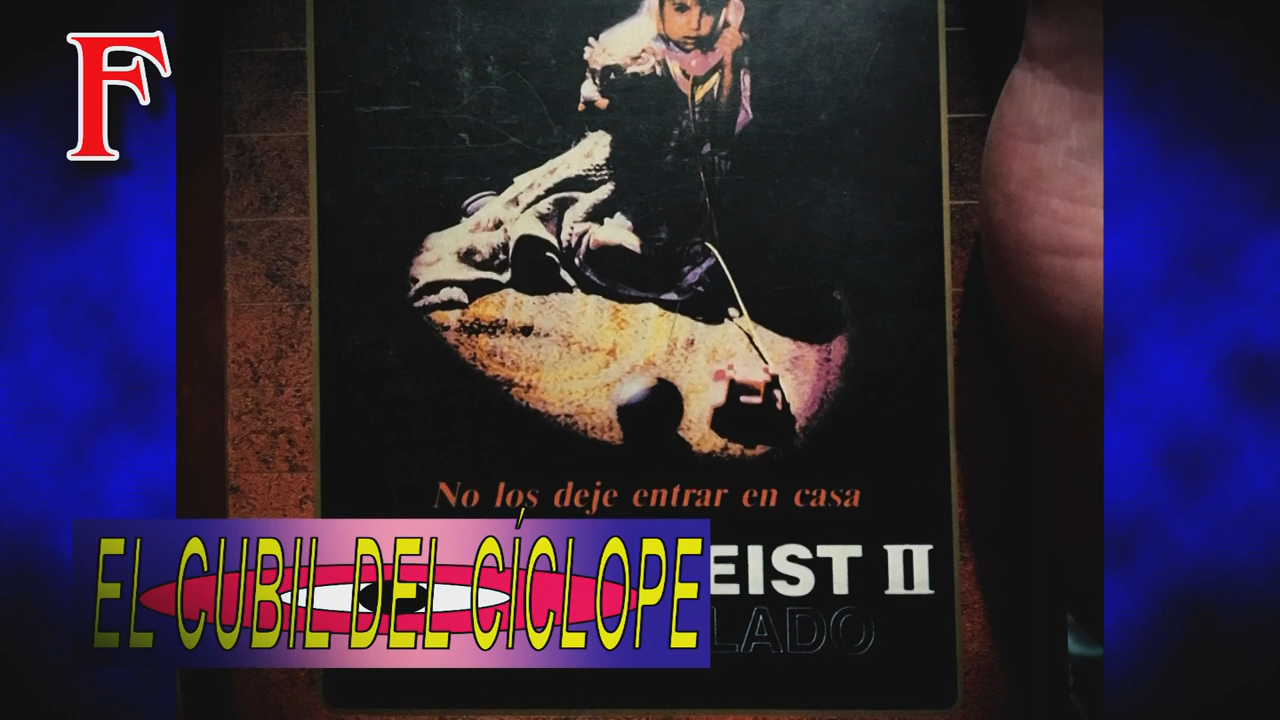 F
No los deje entrar en casa
EL CUBIL DEL CÍCLOPE
EIST II
LADO